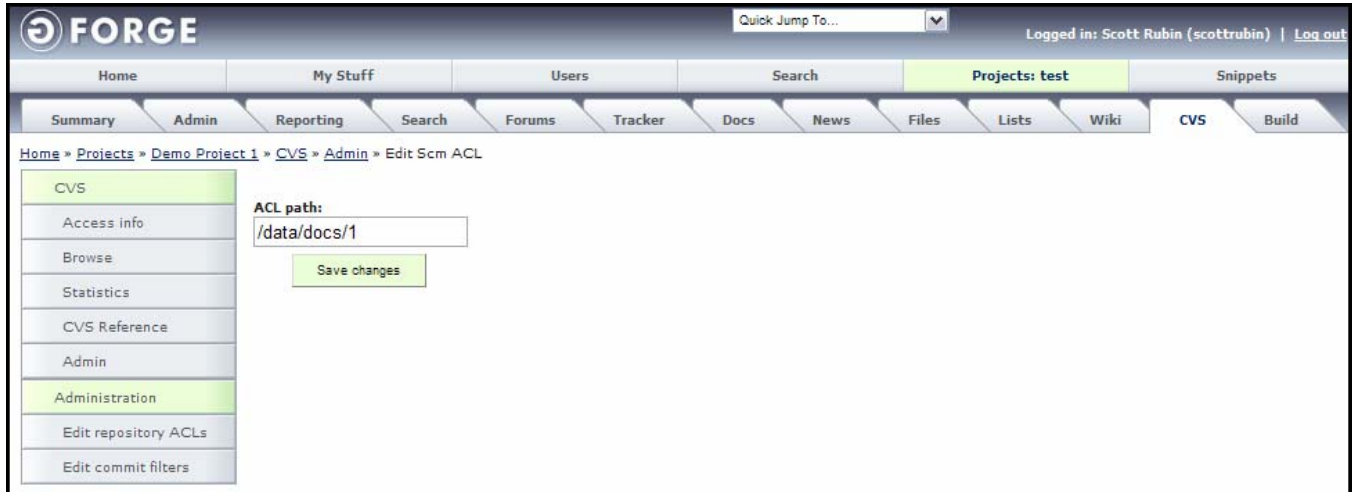 GFORGE
Quick Jump To...
Logged in: Scott Rubin (scottrubin) | Log out
Home My Stuff Users Search Projects: test Snippets
Summary Admin Reporting Search Forums Tracker Docs News Files Lists Wiki CVS Build
Home » Projects » Demo Project 1 » CVS » Admin » Edit Scm ACL
CVS
Access info
Browse
Statistics
CVS Reference
Admin
Administration
Edit repository ACLs
Edit commit filters
ACL path:
/data/docs/1
Save changes